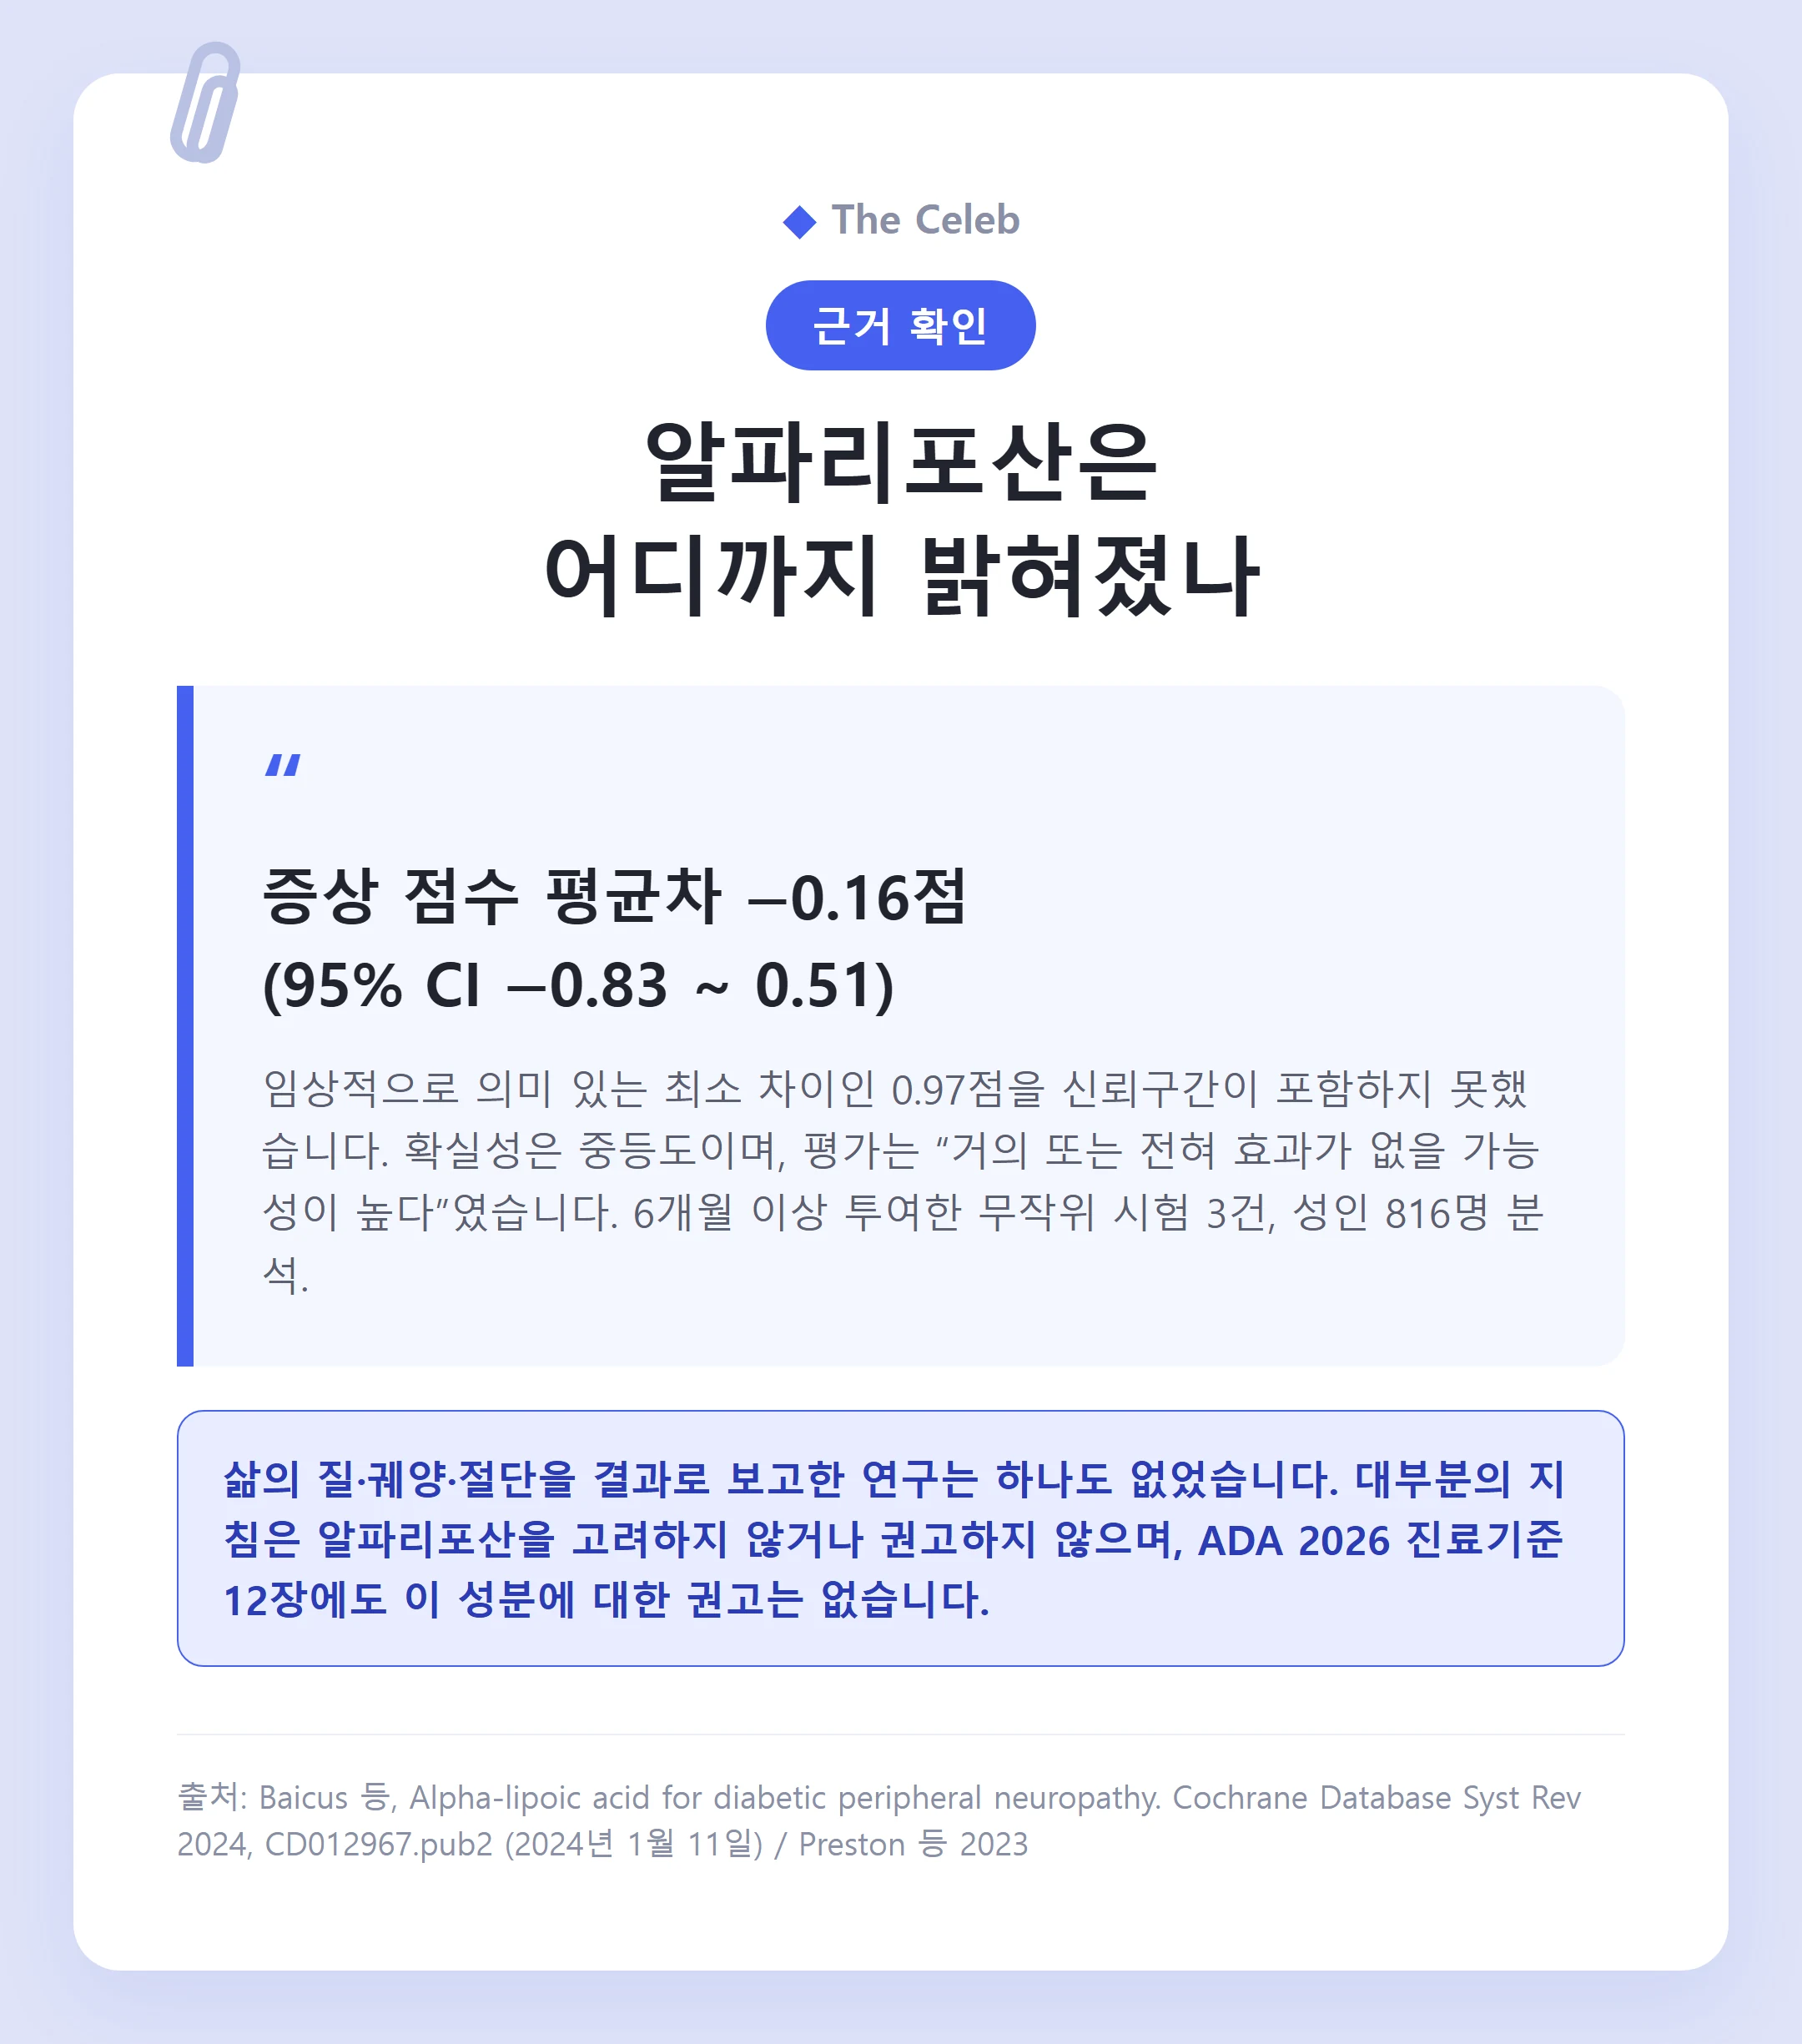 The Celeb
근거 확인
알파리포산은
어디까지 밝혀졌나
“
증상 점수 평균차 −0.16점
(95% CI −0.83 ~ 0.51)
임상적으로 의미 있는 최소 차이인 0.97점을 신뢰구간이 포함하지 못했
습니다. 확실성은 중등도이며, 평가는 “거의 또는 전혀 효과가 없을 가능
성이 높다”였습니다. 6개월 이상 투여한 무작위 시험 3건, 성인 816명 분
석.
삶의 질·궤양·절단을 결과로 보고한 연구는 하나도 없었습니다. 대부분의 지
침은 알파리포산을 고려하지 않거나 권고하지 않으며, ADA 2026 진료기준
12장에도 이 성분에 대한 권고는 없습니다.
출처: Baicus 등, Alpha-lipoic acid for diabetic peripheral neuropathy. Cochrane Database Syst Rev
2024, CD012967.pub2 (2024년 1월 11일) / Preston 등 2023